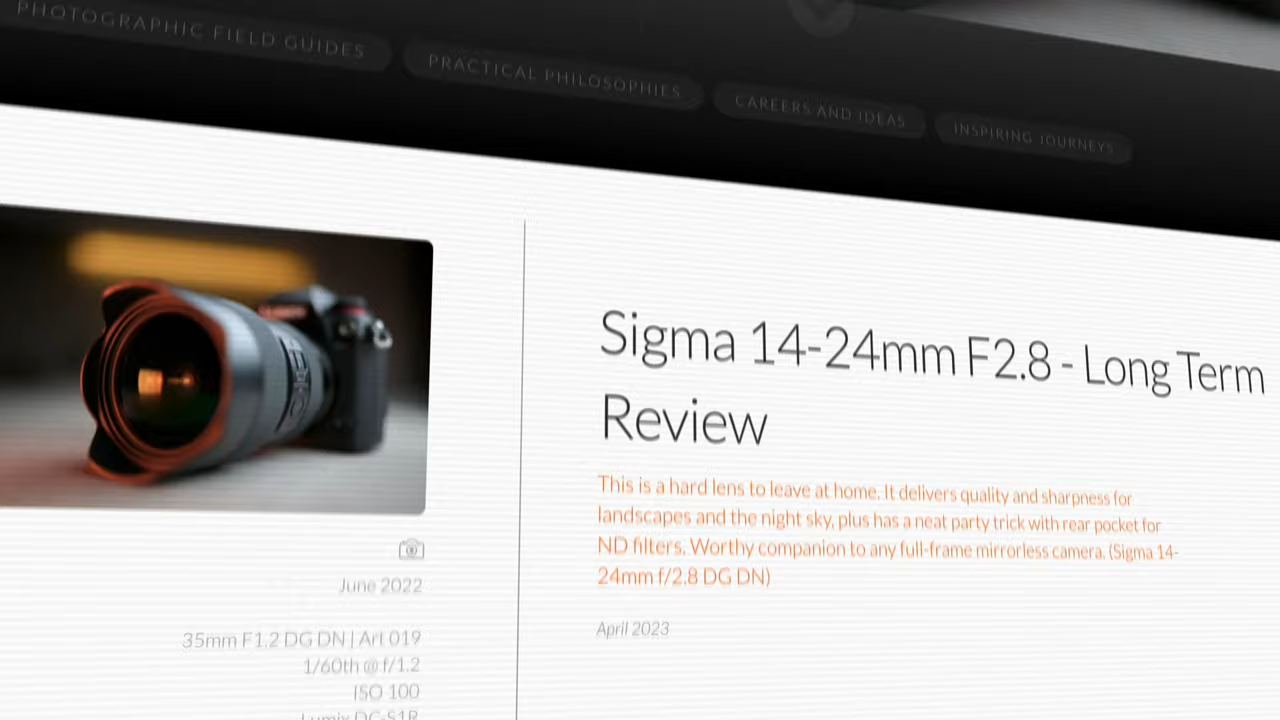 PHOTOGRAPHIC FIELD GUIDES
PRACTICAL PHILOSOPHIES
CAREERS AND IDEAS
INSPIRING JOURNEYS
Sigma 14-24mm F2.8 - Long Term
Review
This is a hard lens to leave at home. It delivers quality and sharpness for
landscapes and the night sky, plus has a neat party trick with rear pocket for
ND filters. Worthy companion to any full-frame mirrorless camera. (Sigma 14-
24mm f/2.8 DG DN)
April 2023
June 2022
35mm F1.2 DG DN | Art 019
1/60th @ f/1.2
ISO 100
Lumix DC-S1R